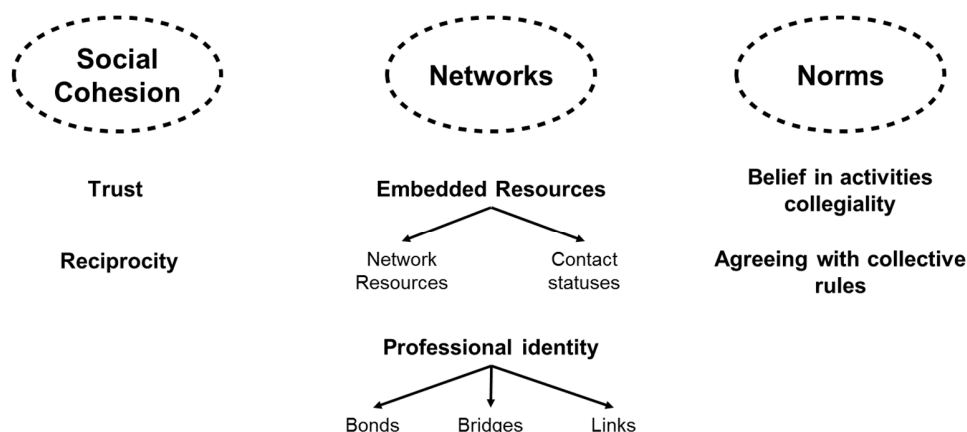 Social
Cohesion
Networks
Norms
Trust
Embedded Resources
Belief in activities
collegiality
Reciprocity
Network
Resources
Contact
statuses
Agreeing with collective
rules
Professional identity
Bonds
Bridges
Links